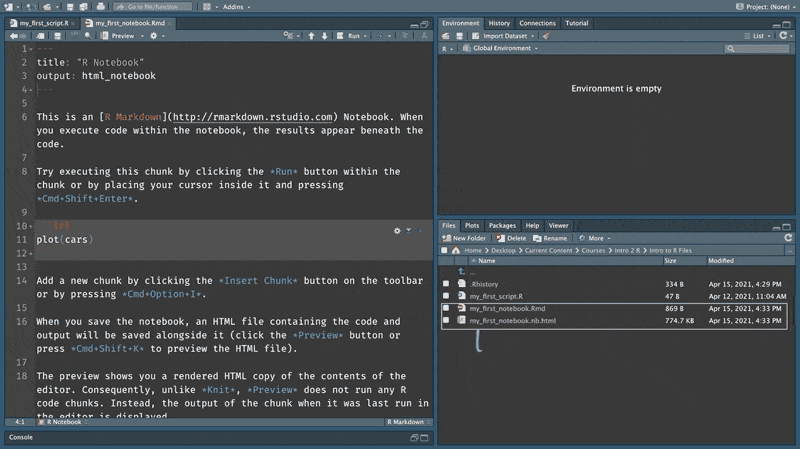 Go to file/function
Addins
Project: (None)
my_first_script.R
my_first_notebook.Rmd
Preview
Run
1 ---
2 title: "R Notebook"
3 output: html_notebook
4 ---
5
6 This is an [R Markdown](http://rmarkdown.rstudio.com) Notebook. When
you execute code within the notebook, the results appear beneath the
code.
7
8 Try executing this chunk by clicking the *Run* button within the
chunk or by placing your cursor inside it and pressing
*Cmd+Shift+Enter*.
9
10
11 plot(cars)
12
13
14 Add a new chunk by clicking the *Insert Chunk* button on the toolbar
or by pressing *Cmd+Option+I*.
15
16 When you save the notebook, an HTML file containing the code and
output will be saved alongside it (click the *Preview* button or
press *Cmd+Shift+K* to preview the HTML file).
17
18 The preview shows you a rendered HTML copy of the contents of the
editor. Consequently, unlike *Knit*, *Preview* does not run any R
code chunks. Instead, the output of the chunk when it was last run in
the editor is displayed
4:1 R Notebook R Markdown
Console
Environment History Connections Tutorial
Import Dataset List
R Global Environment
Environment is empty
Files Plots Packages Help Viewer
New Folder Delete Rename More
Home Desktop Current Content Courses Intro 2 R Intro to R Files
Name Size Modified
..
.Rhistory 334 B Apr 15, 2021, 4:29 PM
my_first_script.R 47 B Apr 12, 2021, 11:04 AM
my_first_notebook.Rmd 869 B Apr 15, 2021, 4:33 PM
my_first_notebook.nb.html 774.7 KB Apr 15, 2021, 4:33 PM